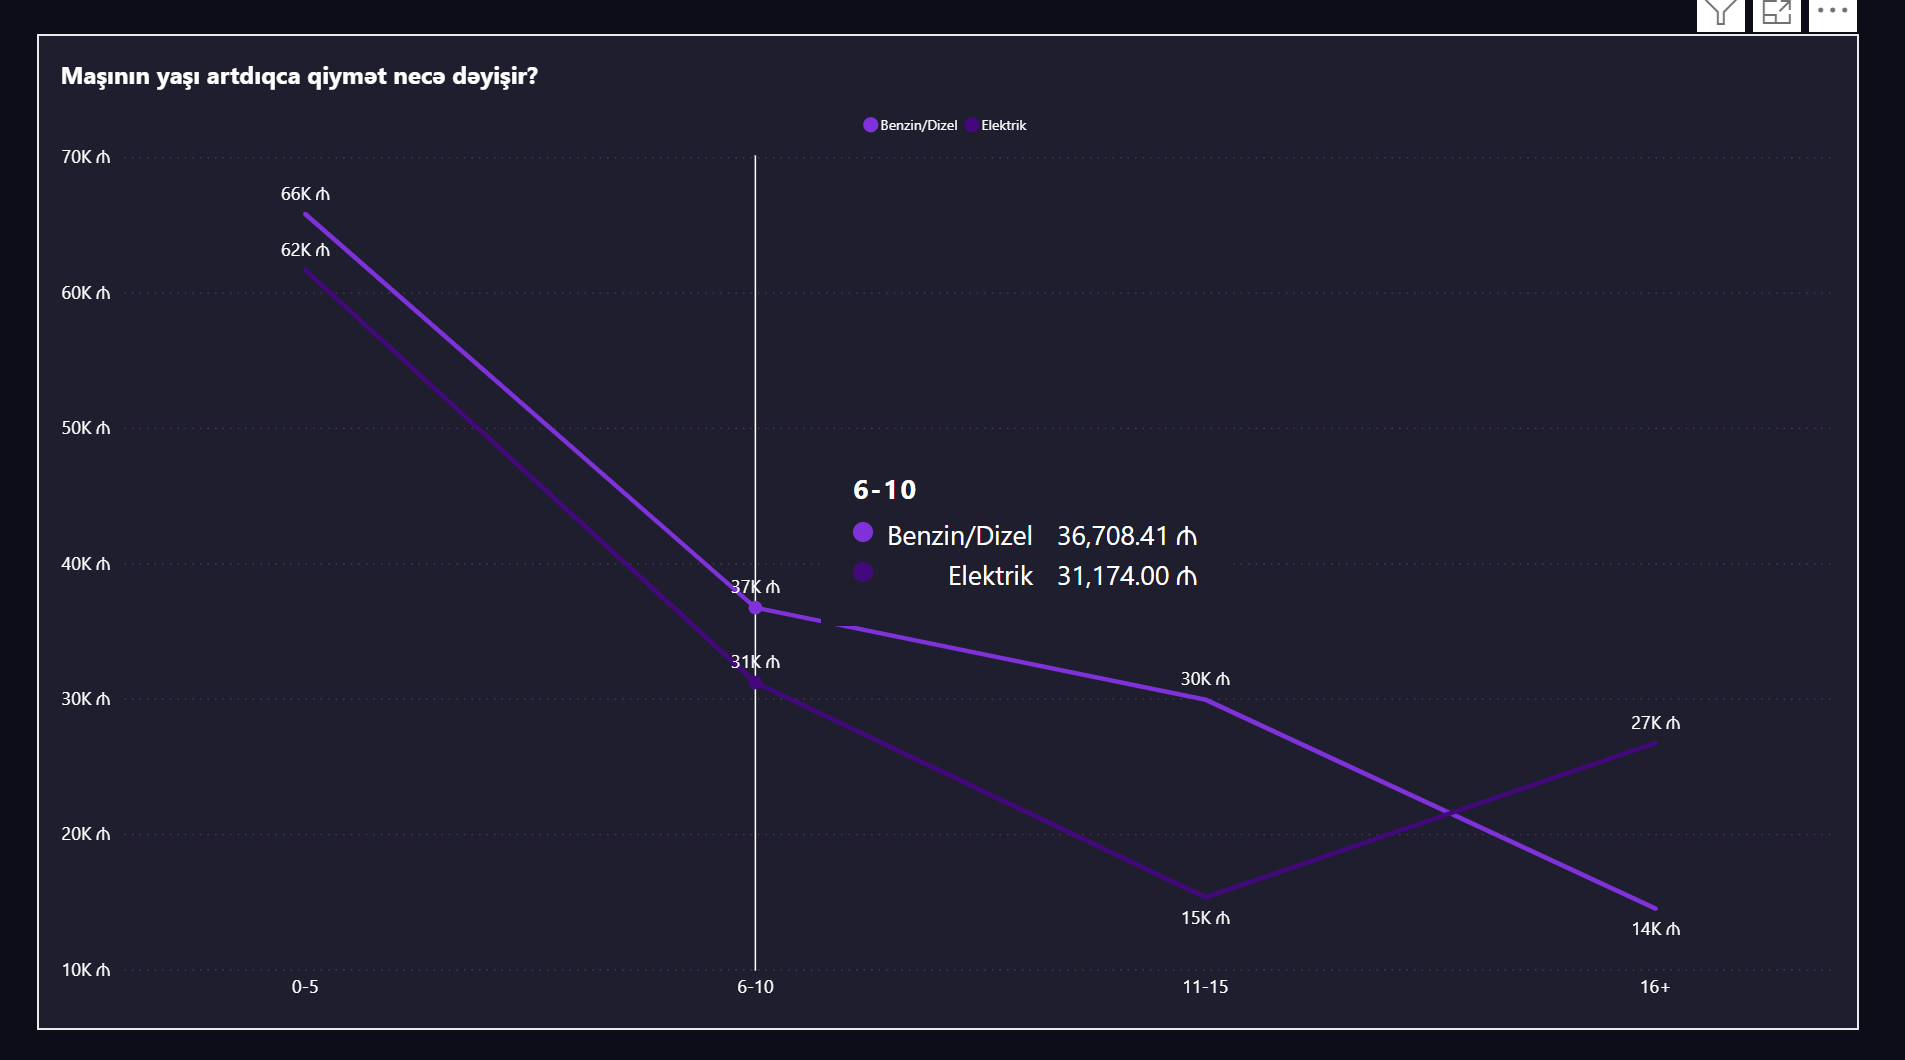 Maşının yaşı artdıqca qiymət necə dəyişir?
Benzin/Dizel Elektrik
70K ₼
66K ₼
62K ₼
60K ₼
50K ₼
6-10
Benzin/Dizel 36,708.41 ₼
Elektrik 31,174.00 ₼
40K ₼
37K ₼
31K ₼
30K ₼
30K ₼
27K ₼
20K ₼
15K ₼
14K ₼
10K ₼
0-5 6-10 11-15 16+